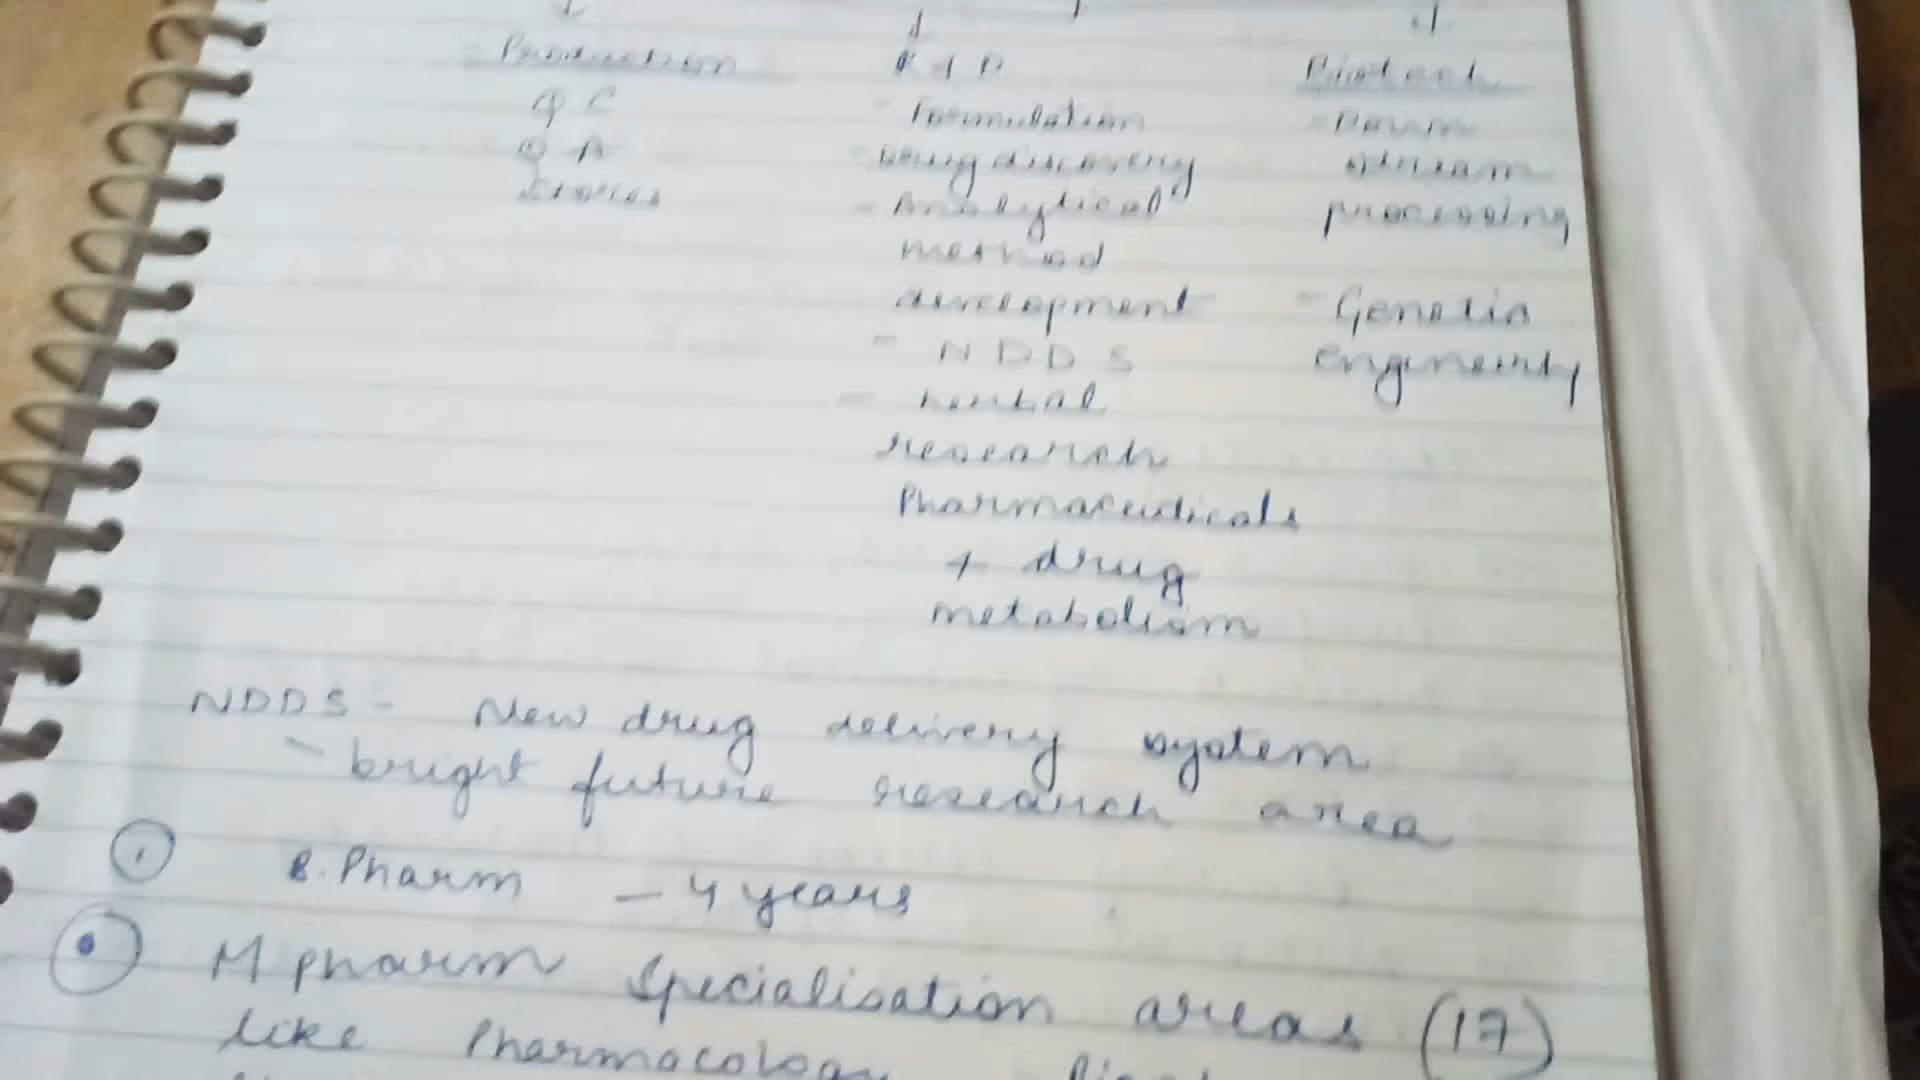 Production
QC
QA
Stores
R & D
- Formulation
- Drug discovery
- Analytical
method
development
- NDDS
- herbal
research
Pharmaceuticals
+ drug
metabolism
Biotech
- Down
stream
processing
- Genetic
Engineering
NDDS - New drug delivery system
- bright future research area
① B. Pharm - 4 years
M pharm Specialisation areas (17)
like Pharmacology